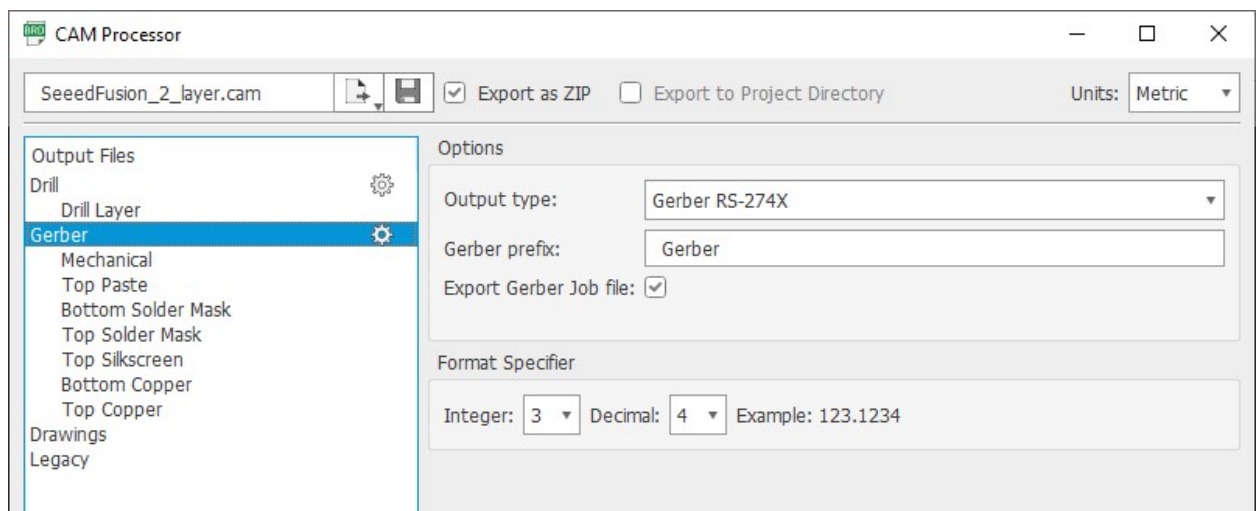 BRD CAM Processor
SeeedFusion_2_layer.cam Export as ZIP Export to Project Directory Units: Metric
Output Files
Drill
Drill Layer
Gerber
Mechanical
Top Paste
Bottom Solder Mask
Top Solder Mask
Top Silkscreen
Bottom Copper
Top Copper
Drawings
Legacy
Options
Output type: Gerber RS-274X
Gerber prefix: Gerber
Export Gerber Job file:
Format Specifier
Integer: 3 Decimal: 4 Example: 123.1234